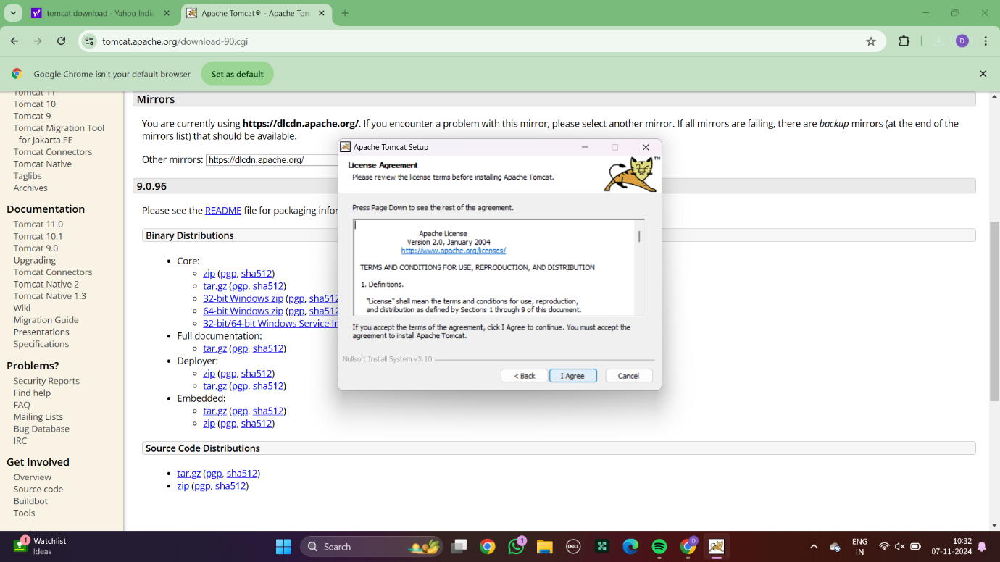 tomcat download - Yahoo India
Apache Tomcat® - Apache Tom
tomcat.apache.org/download-90.cgi
D
Google Chrome isn't your default browser
Set as default
Tomcat 11
Tomcat 10
Tomcat 9
Tomcat Migration Tool
for Jakarta EE
Tomcat Connectors
Tomcat Native
Taglibs
Archives
Documentation
Tomcat 11.0
Tomcat 10.1
Tomcat 9.0
Upgrading
Tomcat Connectors
Tomcat Native 2
Tomcat Native 1.3
Wiki
Migration Guide
Presentations
Specifications
Problems?
Security Reports
Find help
FAQ
Mailing Lists
Bug Database
IRC
Get Involved
Overview
Source code
Buildbot
Tools
Mirrors
You are currently using https://dlcdn.apache.org/. If you encounter a problem with this mirror, please select another mirror. If all mirrors are failing, there are backup mirrors (at the end of the
mirrors list) that should be available.
Other mirrors: https://dlcdn.apache.org/
9.0.96
Please see the README file for packaging infor
Binary Distributions
• Core:
zip (pgp, sha512)
tar.gz (pgp, sha512)
32-bit Windows zip (pgp, sha512
64-bit Windows zip (pgp, sha512
32-bit/64-bit Windows Service In
• Full documentation:
tar.gz (pgp, sha512)
• Deployer:
zip (pgp, sha512)
tar.gz (pgp, sha512)
• Embedded:
tar.gz (pgp, sha512)
zip (pgp, sha512)
Source Code Distributions
• tar.gz (pgp, sha512)
• zip (pgp, sha512)
Apache Tomcat Setup
License Agreement
Please review the license terms before installing Apache Tomcat.
TM
Press Page Down to see the rest of the agreement.
Apache License
Version 2.0, January 2004
http://www.apache.org/licenses/
TERMS AND CONDITIONS FOR USE, REPRODUCTION, AND DISTRIBUTION
1. Definitions.
"License" shall mean the terms and conditions for use, reproduction,
and distribution as defined by Sections 1 through 9 of this document.
If you accept the terms of the agreement, click I Agree to continue. You must accept the
agreement to install Apache Tomcat.
Nullsoft Install System v3.10
< Back
I Agree
Cancel
1
Watchlist
Ideas
Search
1
DELL
D
ENG
IN
10:32
07-11-2024